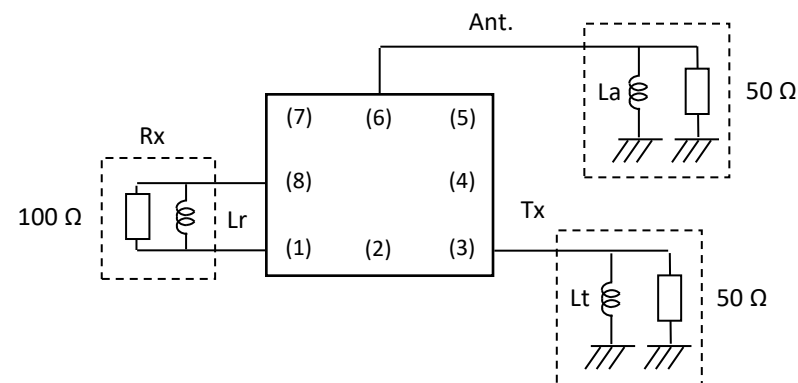 Ant.
La
50 Ω
(7) (6) (5)
Rx
(8) (4)
100 Ω
Lr
Tx
(1) (2) (3)
Lt
50 Ω